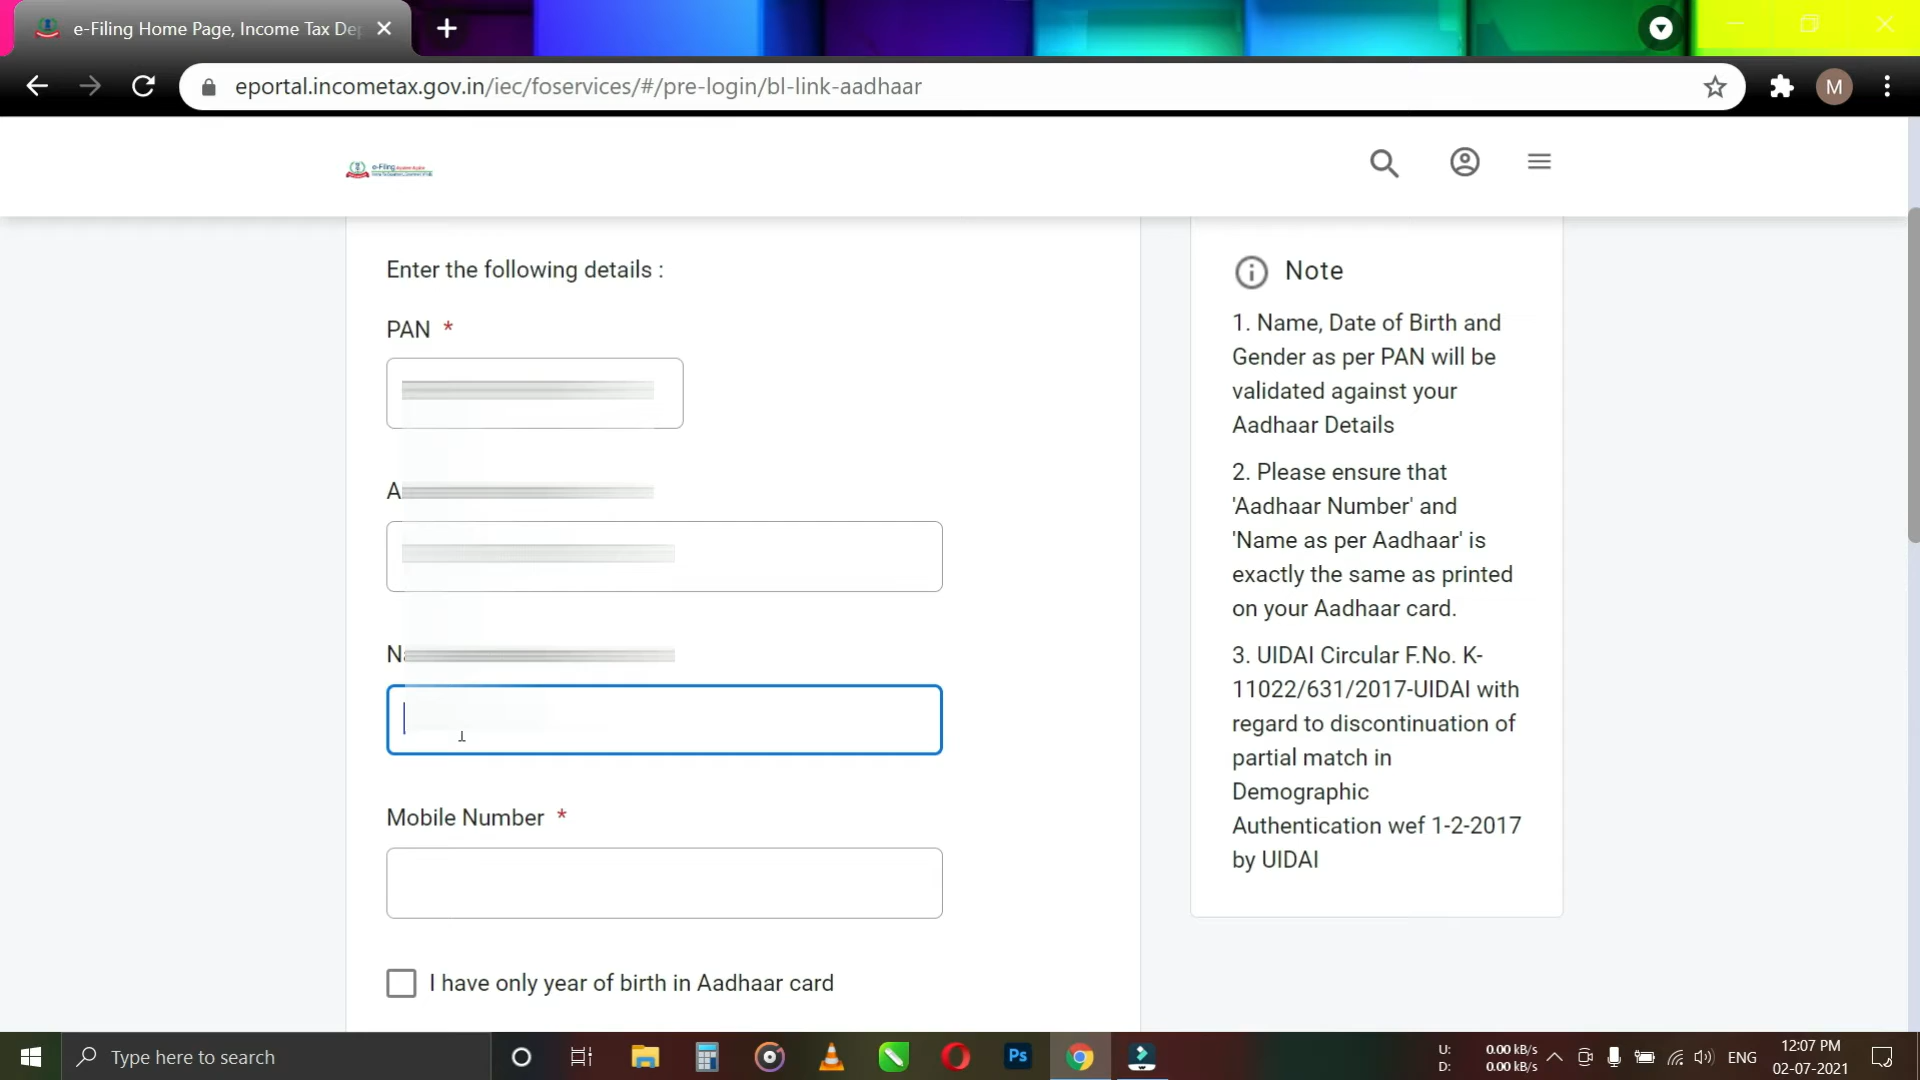 e-Filing Home Page, Income Tax De
eportal.incometax.gov.in/iec/foservices/#/pre-login/bl-link-aadhaar
M
e-Filing
Enter the following details :
PAN *
Mobile Number *
I have only year of birth in Aadhaar card
Note
1. Name, Date of Birth and
Gender as per PAN will be
validated against your
Aadhaar Details
2. Please ensure that
'Aadhaar Number' and
'Name as per Aadhaar' is
exactly the same as printed
on your Aadhaar card.
3. UIDAI Circular F.No. K-
11022/631/2017-UIDAI with
regard to discontinuation of
partial match in
Demographic
Authentication wef 1-2-2017
by UIDAI
Type here to search
Ps
U: 0.00 kB/s
D: 0.00 kB/s
ENG
12:07 PM
02-07-2021